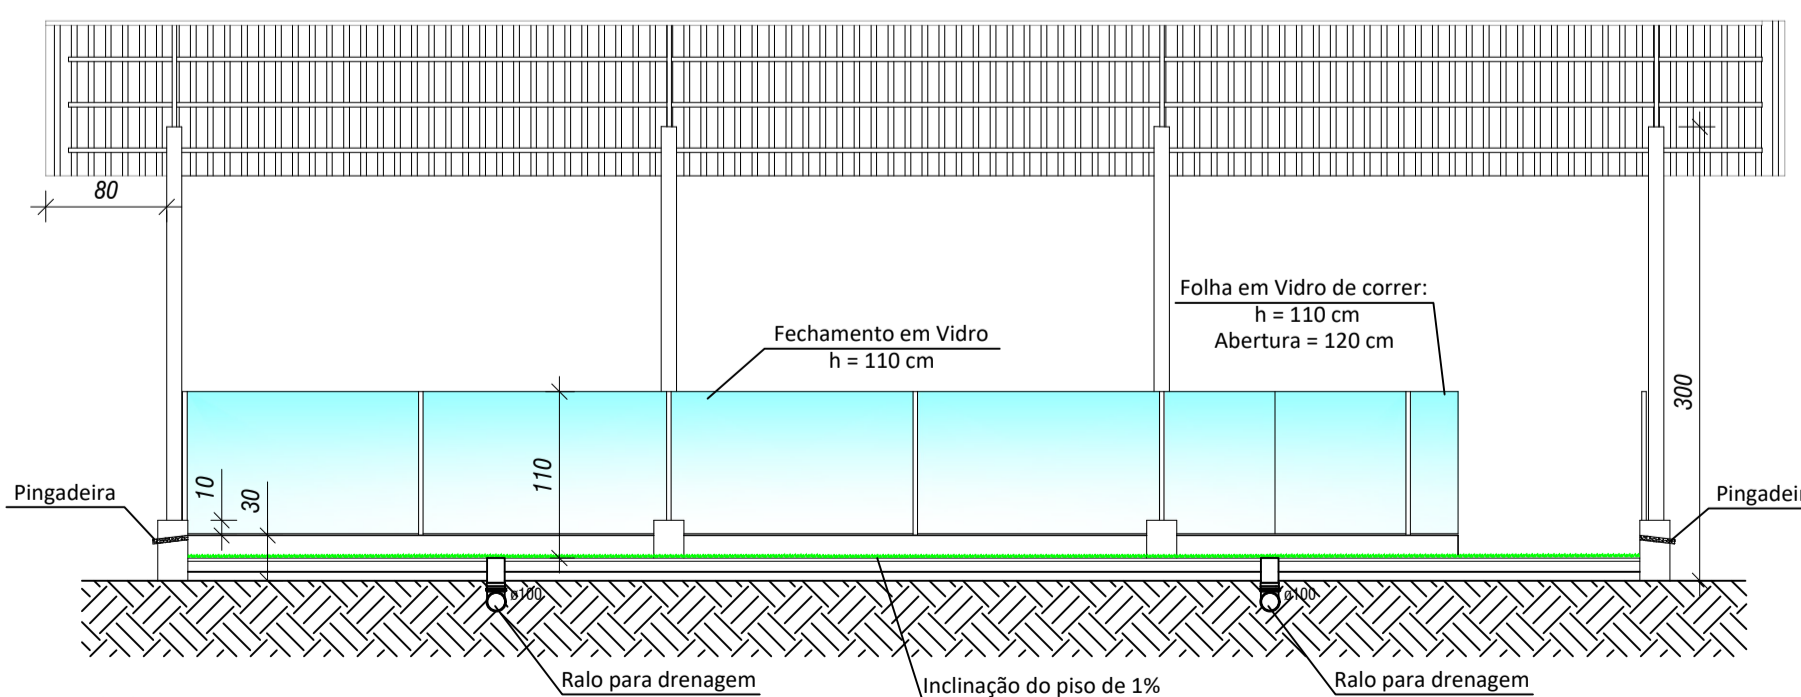 80
Folha em Vidro de correr:
h = 110 cm
Abertura = 120 cm
Fechamento em Vidro
h = 110 cm
300
110
10
30
Pingadeira
Pingadeir
ø100
ø100
Ralo para drenagem
Inclinação do piso de 1%
Ralo para drenagem